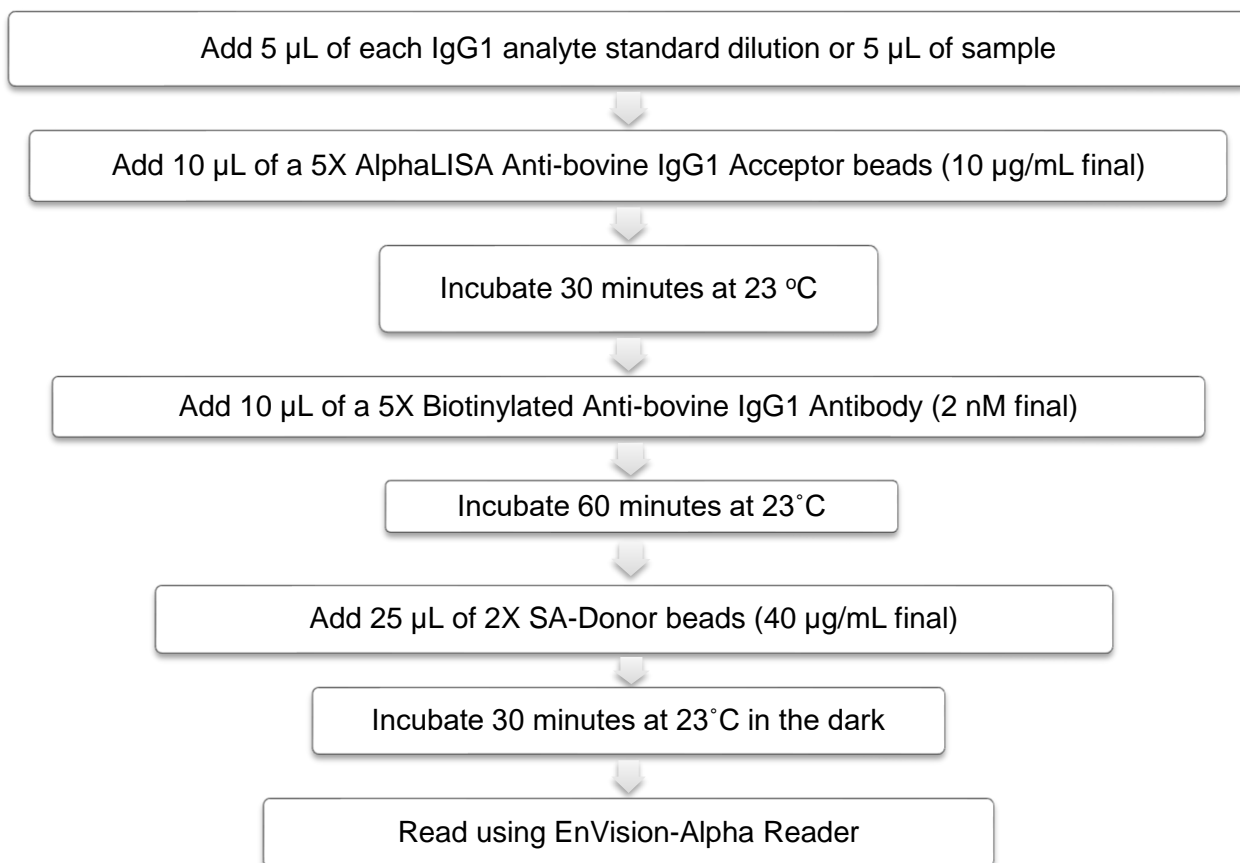 Add 5 µL of each IgG1 analyte standard dilution or 5 µL of sample
Add 10 µL of a 5X AlphaLISA Anti-bovine IgG1 Acceptor beads (10 µg/mL final)
Incubate 30 minutes at 23 ºC
Add 10 µL of a 5X Biotinylated Anti-bovine IgG1 Antibody (2 nM final)
Incubate 60 minutes at 23˚C
Add 25 µL of 2X SA-Donor beads (40 µg/mL final)
Incubate 30 minutes at 23˚C in the dark
Read using EnVision-Alpha Reader